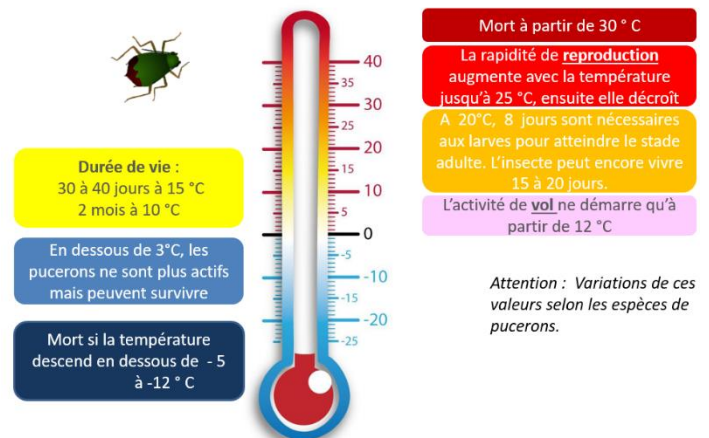 Mort à partir de 30 ° C
La rapidité de reproduction
augmente avec la température
jusqu'à 25 °C, ensuite elle décroît
A 20°C, 8 jours sont nécessaires
aux larves pour atteindre le stade
adulte. L'insecte peut encore vivre
15 à 20 jours.
L'activité de vol ne démarre qu'à
partir de 12 °C
Durée de vie :
30 à 40 jours à 15 °C
2 mois à 10 °C
En dessous de 3°C, les
pucerons ne sont plus actifs
mais peuvent survivre
Mort si la température
descend en dessous de - 5
à -12 ° C
40
35
30
25
20
15
10
5
0
-5
-10
-15
-20
-25
Attention : Variations de ces
valeurs selon les espèces de
pucerons.